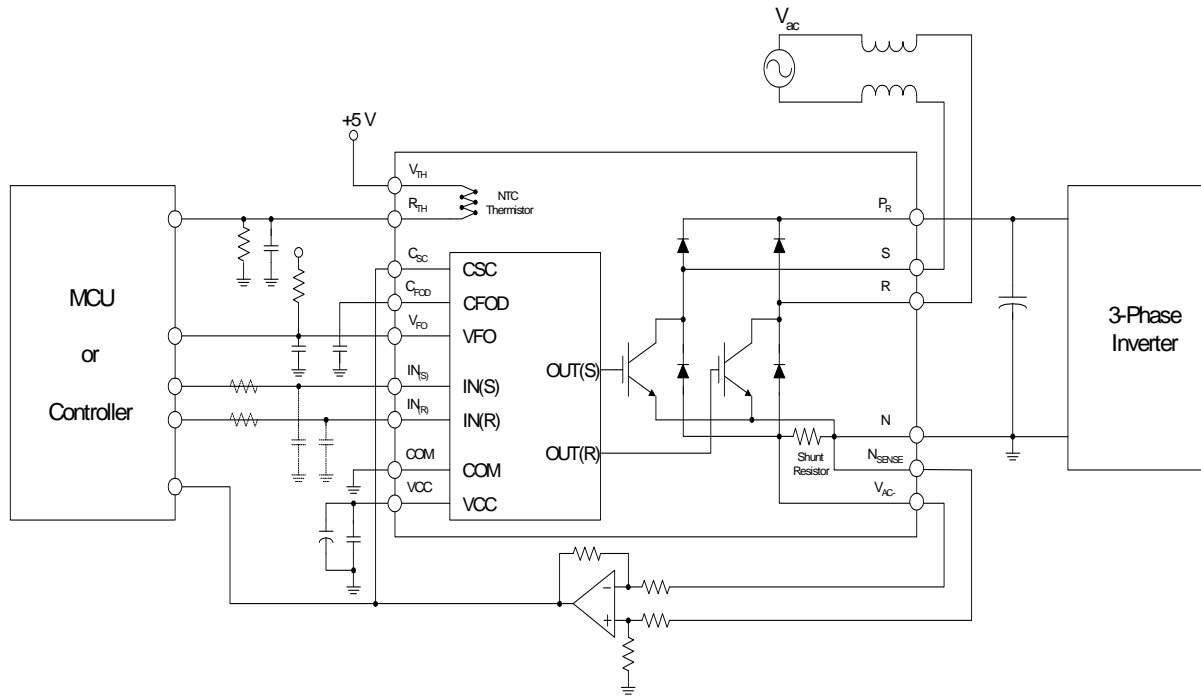 Vac
+5 V
VTH
NTC
Thermistor
RTH
PR
CSC
CSC
S
CFOD
CFOD
R
MCU
or
Controller
VFO
VFO
3-Phase
Inverter
OUT(S)
IN(S)
IN(S)
IN(R)
IN(R)
N
OUT(R)
Shunt
Resistor
NSENSE
COM
COM
VCC
VCC
VAC-
−
+